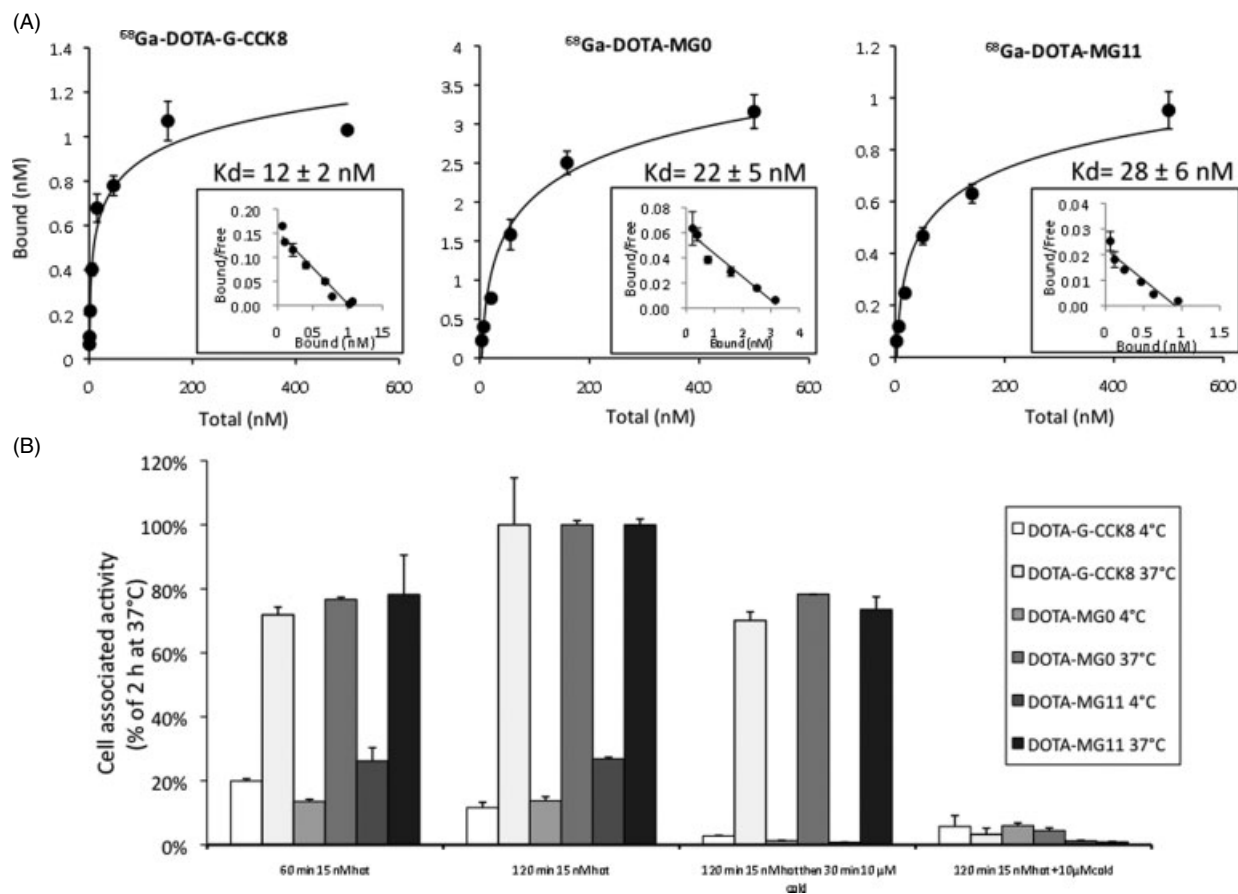 (A)
⁶⁸Ga-DOTA-G-CCK8
1.4
1.2
1
0.8
0.6
0.4
0.2
0
Bound (nM)
0
200
400
600
Total (nM)
Kd= 12 ± 2 nM
0.20
0.15
0.10
0.05
0.00
Bound/Free
0
05
1.0
15
Bound (nM)
⁶⁸Ga-DOTA-MG0
4
3.5
3
2.5
2
1.5
1
0.5
0
0
200
400
600
Total (nM)
Kd= 22 ± 5 nM
0.08
0.06
0.04
0.02
0.00
Bound/Free
0
1
2
3
4
Bound (nM)
⁶⁸Ga-DOTA-MG11
1.2
1
0.8
0.6
0.4
0.2
0
0
200
400
600
Total (nM)
Kd= 28 ± 6 nM
0.04
0.03
0.02
0.01
0.00
Bound/Free
0
0.5
1
1.5
Bound (nM)
(B)
120%
100%
80%
60%
40%
20%
0%
Cell associated activity
(% of 2 h at 37°C)
60 min 15 nM hot
120 min 15 nM hot
120 min 15 nM hot then 30 min 10 µM
cold
120 min 15 nM hot + 10µM cold
DOTA-G-CCK8 4°C
DOTA-G-CCK8 37°C
DOTA-MG0 4°C
DOTA-MG0 37°C
DOTA-MG11 4°C
DOTA-MG11 37°C